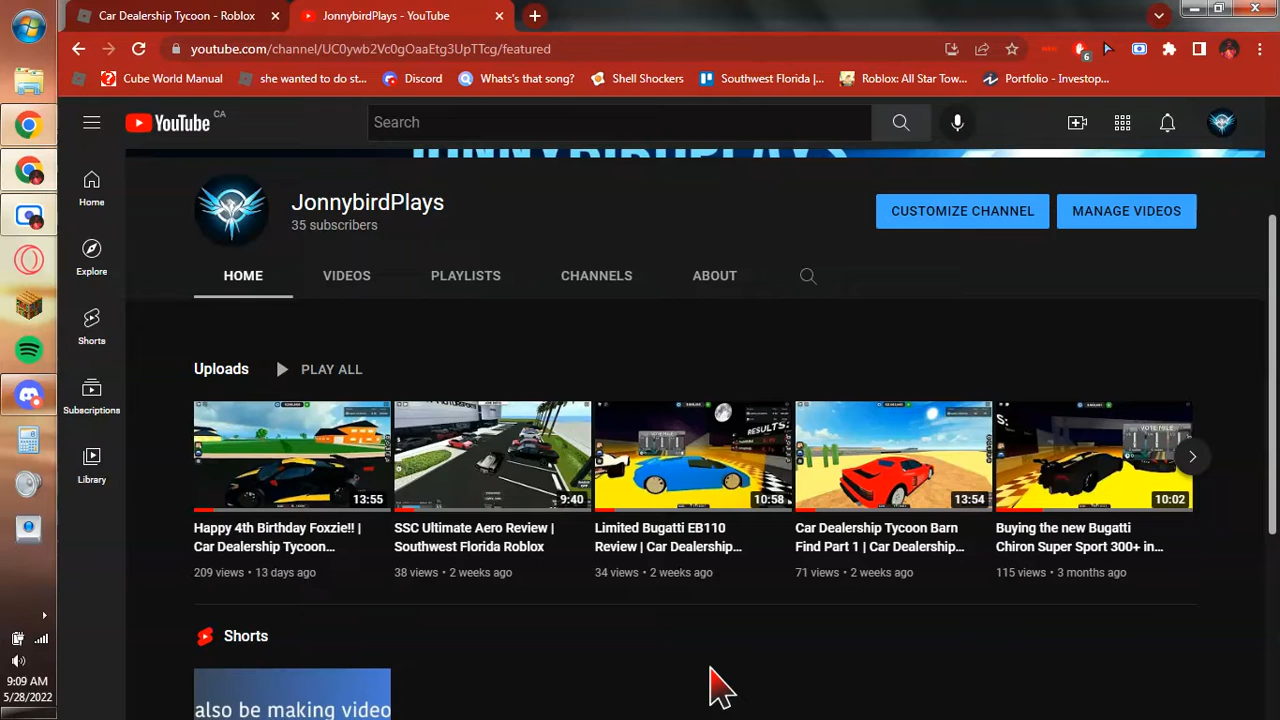 Car Dealership Tycoon - Roblox
JonnybirdPlays - YouTube
youtube.com/channel/UC0ywb2Vc0gOaaEtg3UpTTcg/featured
6
Cube World Manual
she wanted to do st...
Discord
Whats's that song?
Shell Shockers
Southwest Florida |...
Roblox: All Star Tow...
Portfolio - Investop...
YouTube CA
Search
JONNYBIRDPLAYS
JonnybirdPlays
35 subscribers
CUSTOMIZE CHANNEL
MANAGE VIDEOS
HOME
VIDEOS
PLAYLISTS
CHANNELS
ABOUT
Home
Explore
Shorts
Subscriptions
Library
Uploads
PLAY ALL
13:55
Happy 4th Birthday Foxzie!! |
Car Dealership Tycoon...
209 views • 13 days ago
9:40
SSC Ultimate Aero Review |
Southwest Florida Roblox
38 views • 2 weeks ago
RESULTS:
10:58
Limited Bugatti EB110
Review | Car Dealership...
34 views • 2 weeks ago
13:54
Car Dealership Tycoon Barn
Find Part 1 | Car Dealership...
71 views • 2 weeks ago
10:02
Buying the new Bugatti
Chiron Super Sport 300+ in...
115 views • 3 months ago
Shorts
also be making video
9:09 AM
5/28/2022